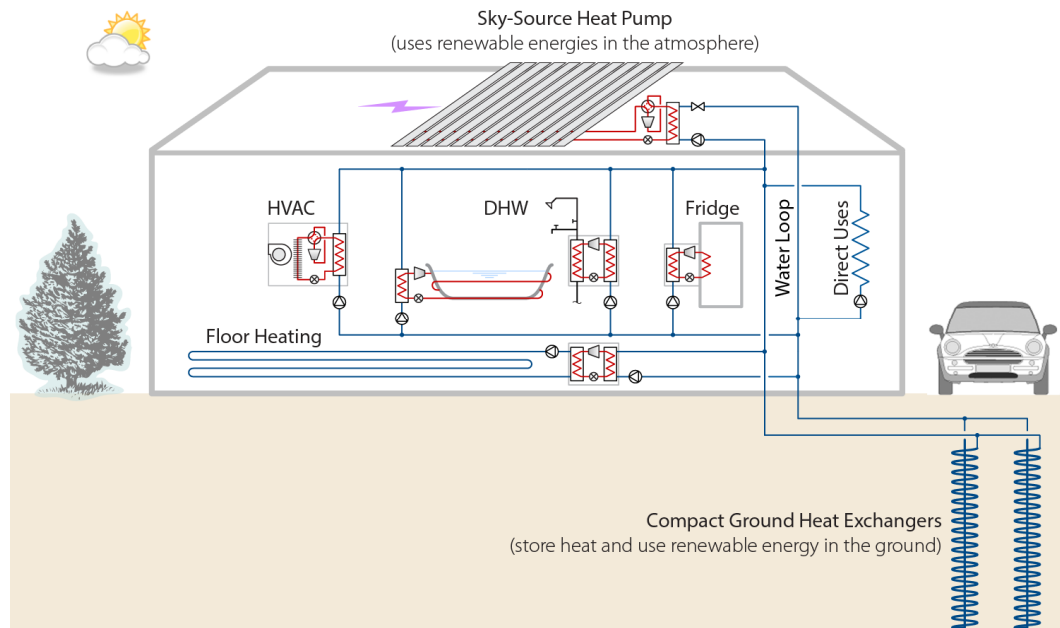 Sky-Source Heat Pump
(uses renewable energies in the atmosphere)
HVAC
DHW
Fridge
Water Loop
Direct Uses
Floor Heating
Compact Ground Heat Exchangers
(store heat and use renewable energy in the ground)